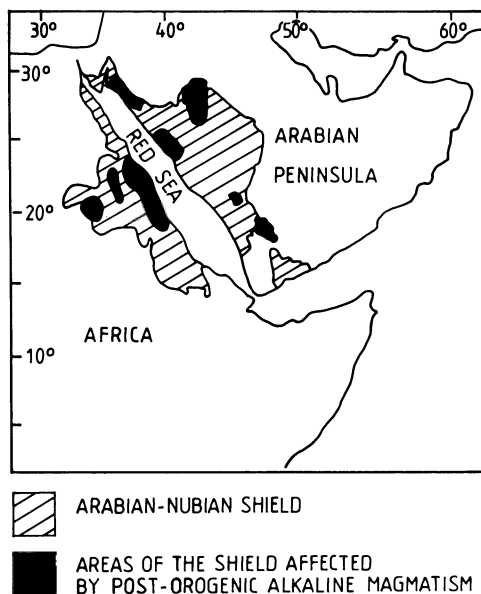 30° 40° 50° 60°
30°
20°
10°
RED SEA
ARABIAN
PENINSULA
AFRICA
ARABIAN-NUBIAN SHIELD
AREAS OF THE SHIELD AFFECTED
BY POST-OROGENIC ALKALINE MAGMATISM